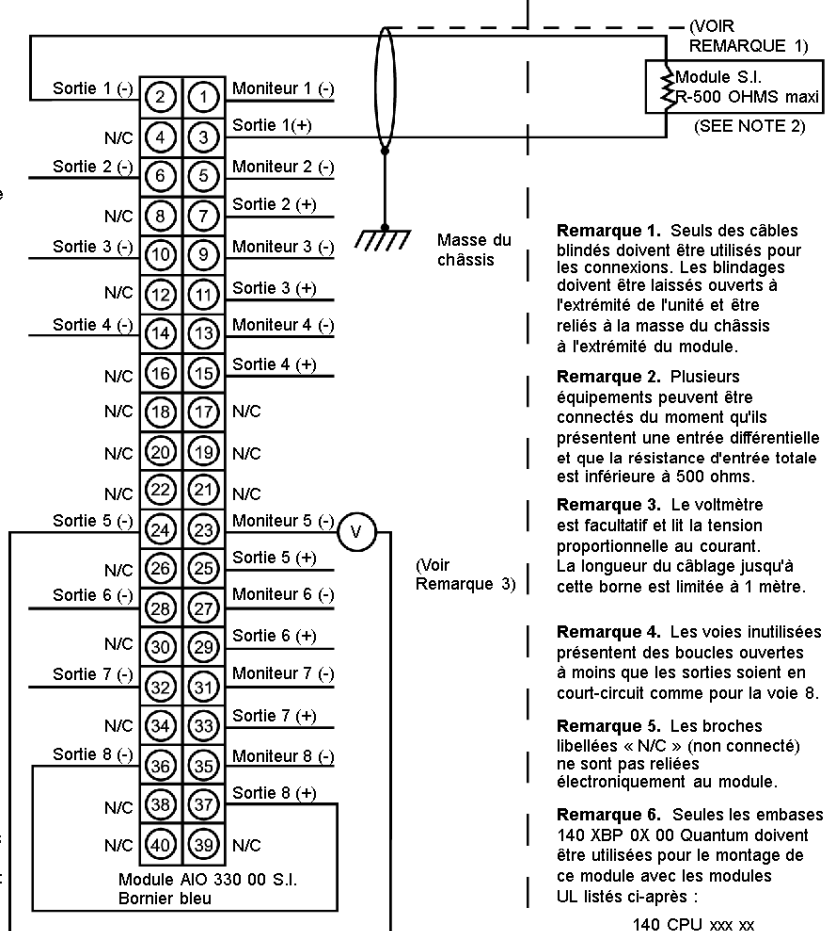 (VOIR
REMARQUE 1)
Sortie 1 (-) 2 1 Moniteur 1 (-)
Module S.I.
R-500 OHMS maxi
N/C 4 3 Sortie 1(+)
(SEE NOTE 2)
Sortie 2 (-) 6 5 Moniteur 2 (-)
N/C 8 7 Sortie 2 (+)
Sortie 3 (-) 10 9 Moniteur 3 (-)
N/C 12 11 Sortie 3 (+)
Sortie 4 (-) 14 13 Moniteur 4 (-)
N/C 16 15 Sortie 4 (+)
N/C 18 17 N/C
N/C 20 19 N/C
N/C 22 21 N/C
Sortie 5 (-) 24 23 Moniteur 5 (-) V
N/C 26 25 Sortie 5 (+)
Sortie 6 (-) 28 27 Moniteur 6 (-)
N/C 30 29 Sortie 6 (+)
Sortie 7 (-) 32 31 Moniteur 7 (-)
N/C 34 33 Sortie 7 (+)
Sortie 8 (-) 36 35 Moniteur 8 (-)
N/C 38 37 Sortie 8 (+)
N/C 40 39 N/C
Module AIO 330 00 S.I.
Bornier bleu
Masse du
châssis
(Voir
Remarque 3)
Remarque 1. Seuls des câbles
blindés doivent être utilisés pour
les connexions. Les blindages
doivent être laissés ouverts à
l'extrémité de l'unité et être
reliés à la masse du châssis
à l'extrémité du module.
Remarque 2. Plusieurs
équipements peuvent être
connectés du moment qu'ils
présentent une entrée différentielle
et que la résistance d'entrée totale
est inférieure à 500 ohms.
Remarque 3. Le voltmètre
est facultatif et lit la tension
proportionnelle au courant.
La longueur du câblage jusqu'à
cette borne est limitée à 1 mètre.
Remarque 4. Les voies inutilisées
présentent des boucles ouvertes
à moins que les sorties soient en
court-circuit comme pour la voie 8.
Remarque 5. Les broches
libellées « N/C » (non connecté)
ne sont pas reliées
électroniquement au module.
Remarque 6. Seules les embases
140 XBP 0X 00 Quantum doivent
être utilisées pour le montage de
ce module avec les modules
UL listés ci-après :
140 CPU xxx xx